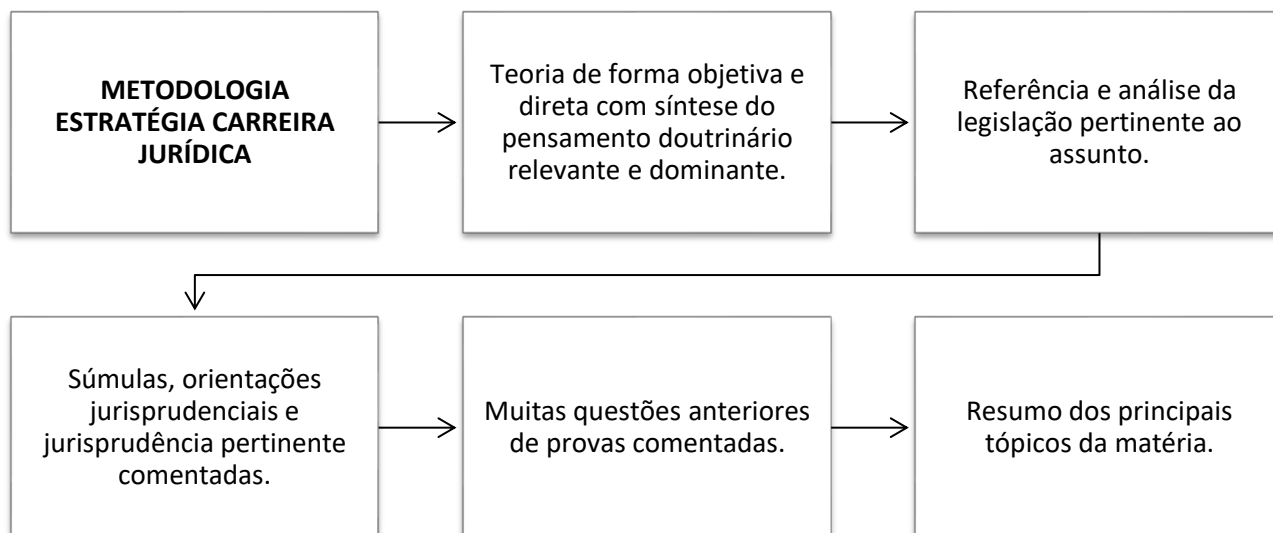 METODOLOGIA
ESTRATÉGIA CARREIRA
JURÍDICA
Teoria de forma objetiva e
direta com síntese do
pensamento doutrinário
relevante e dominante.
Referência e análise da
legislação pertinente ao
assunto.
Súmulas, orientações
jurisprudenciais e
jurisprudência pertinente
comentadas.
Muitas questões anteriores
de provas comentadas.
Resumo dos principais
tópicos da matéria.